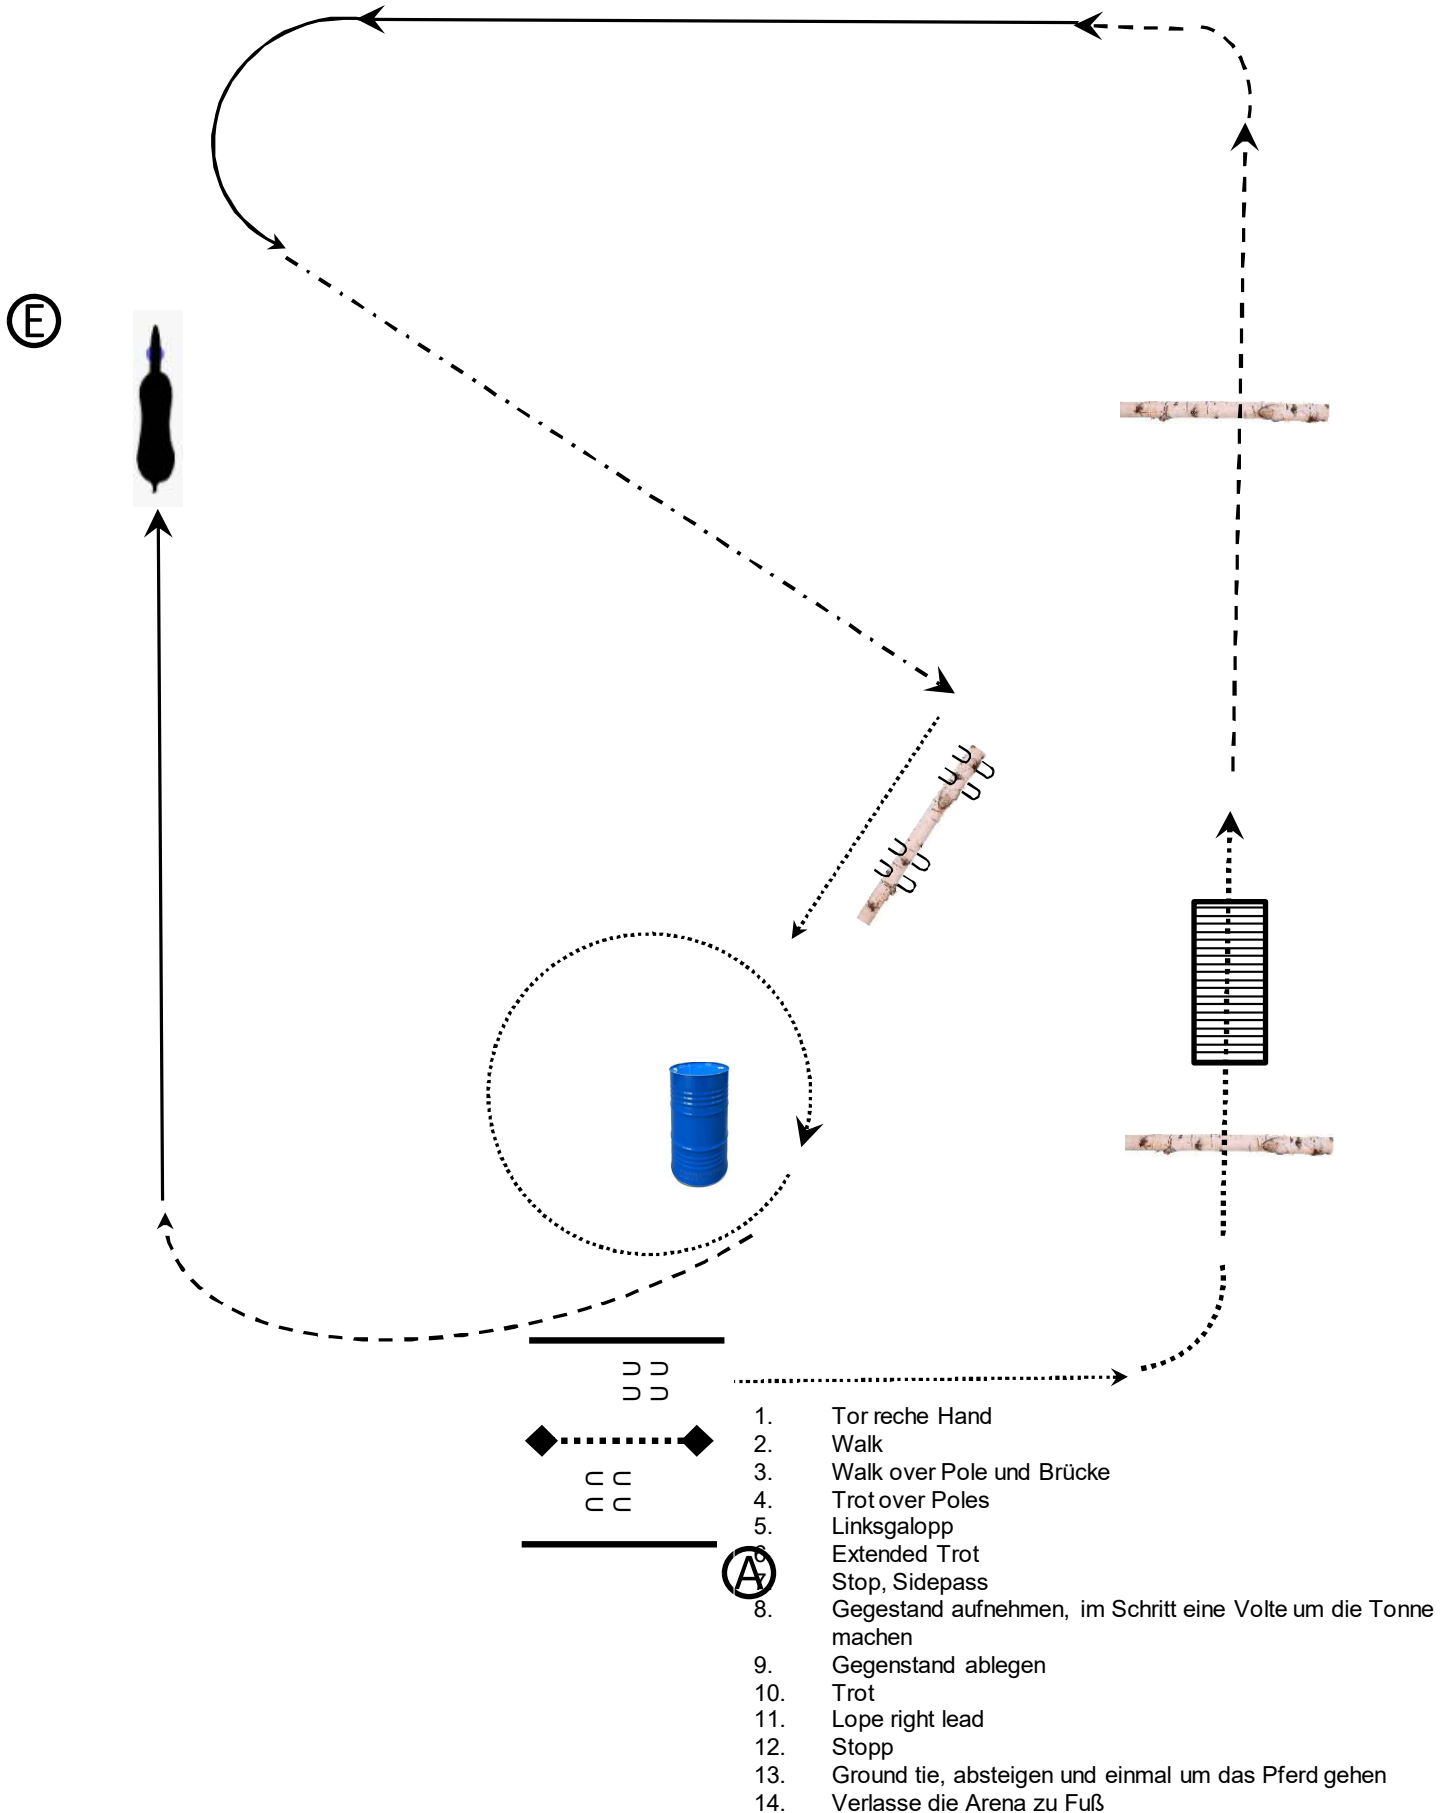 E
1. Tor reche Hand
2. Walk
3. Walk over Pole und Brücke
4. Trot over Poles
5. Linksgalopp
6 Extended Trot
7. Stop, Sidepass
A
8. Gegestand aufnehmen, im Schritt eine Volte um die Tonne
machen
9. Gegenstand ablegen
10. Trot
11. Lope right lead
12. Stopp
13. Ground tie, absteigen und einmal um das Pferd gehen
14. Verlasse die Arena zu Fuß